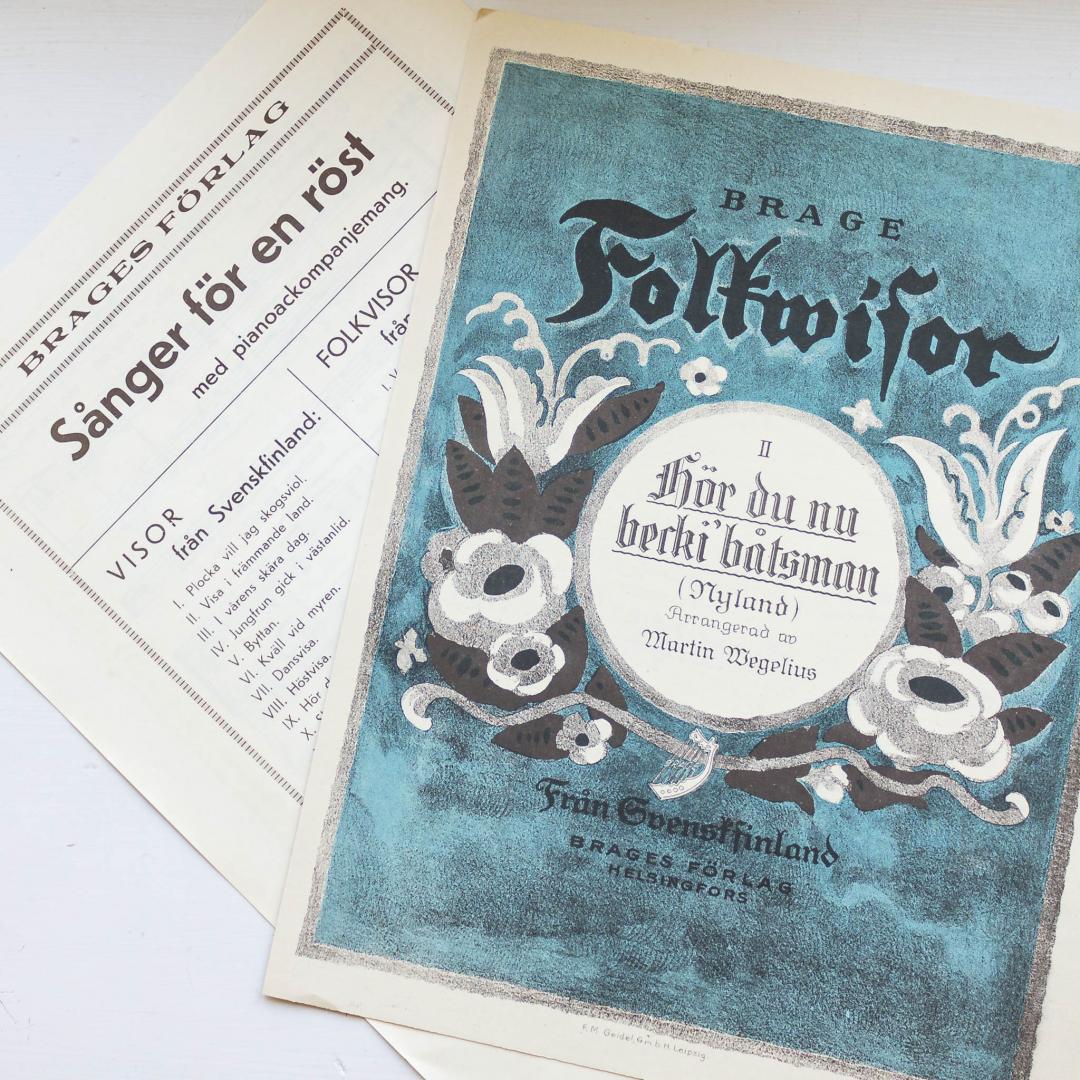 BRAGES FÖRLAG
Sånger för en röst
med pianoackompanjemang.
VISOR
från Svenskfinland:
I. Plocka vill jag skogsviol.
II. Visa i främmande land.
III. I vårens skära dag.
IV. Jungfrun gick i västanlid.
V. Byttan.
VI. Kväll vid myren.
VII. Dansvisa.
VIII. Höstvisa.
IX. Hör d
X.
FOLKVISOR
från
I.
BRAGE
Folkwiſor
II
Hör du nu
becki' båtsman
(Nyland)
Arrangerad av
Martin Wegelius
Från Svenskfinland
BRAGES FÖRLAG
HELSINGFORS
F.M. Geidel, G.m.b.H. Leipzig.